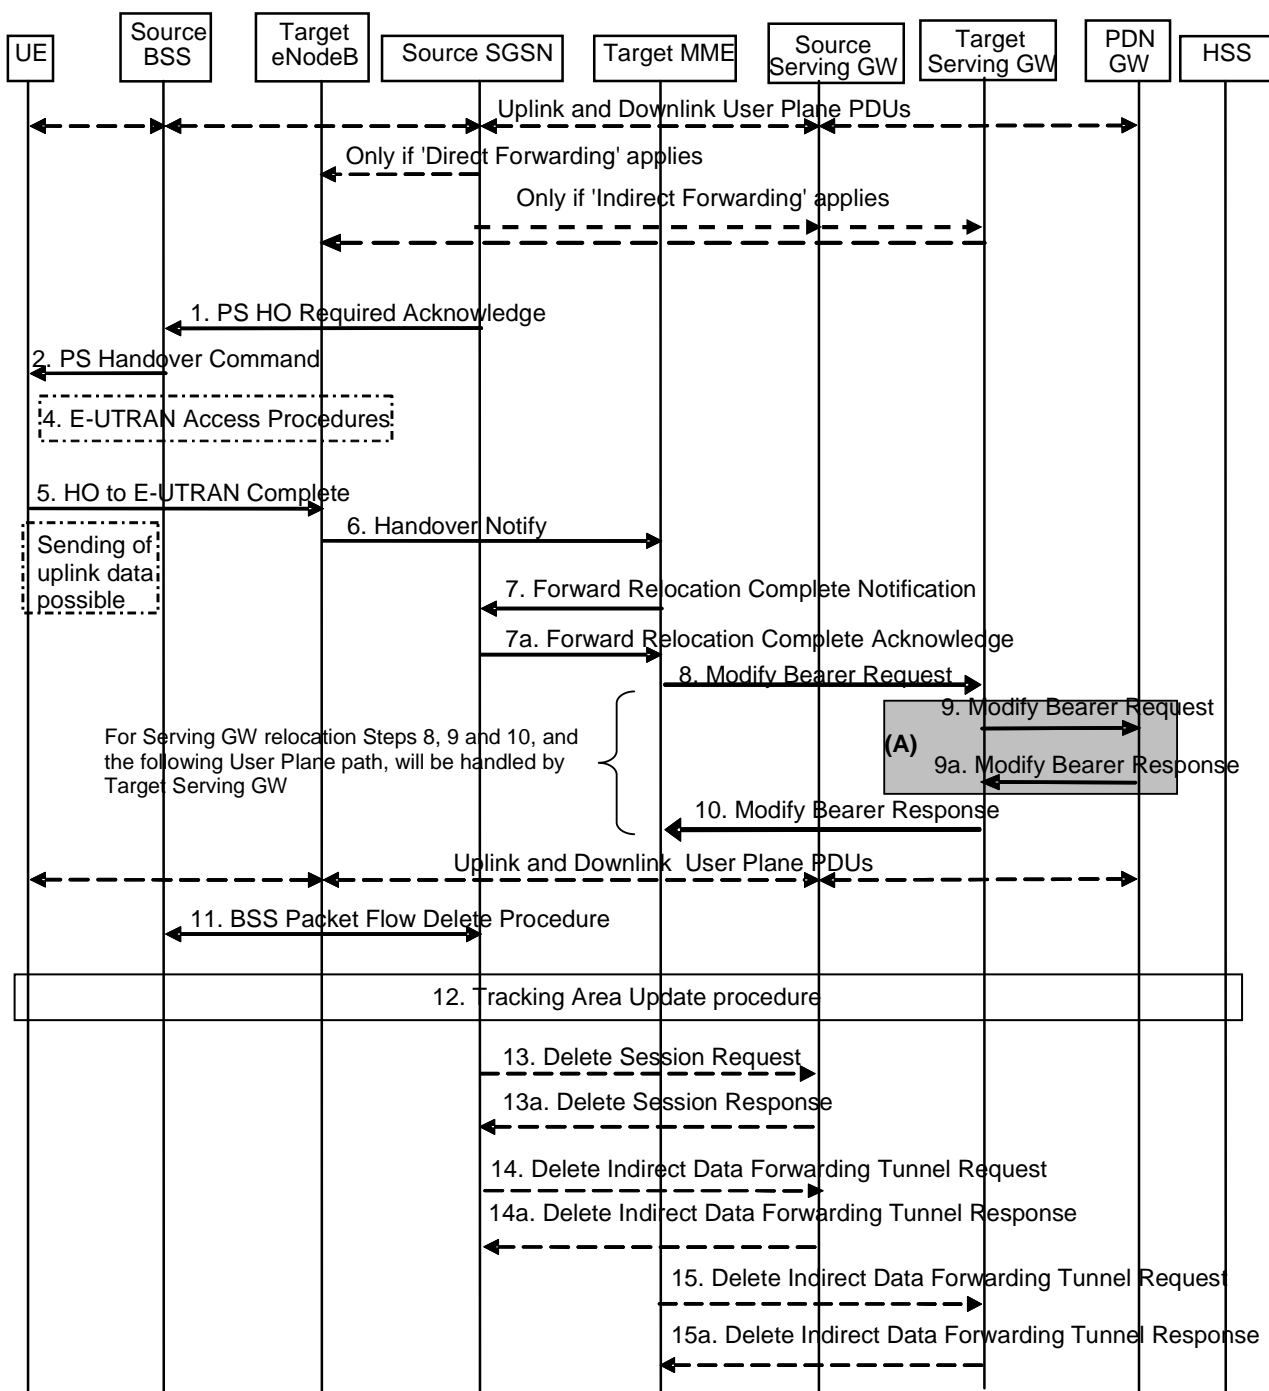 UE
Source
BSS
Target
eNodeB
Source SGSN
Target MME
Source
Serving GW
Target
Serving GW
PDN
GW
HSS
Uplink and Downlink User Plane PDUs
Only if 'Direct Forwarding' applies
Only if 'Indirect Forwarding' applies
1. PS HO Required Acknowledge
2. PS Handover Command
4. E-UTRAN Access Procedures
5. HO to E-UTRAN Complete
6. Handover Notify
Sending of
uplink data
possible
7. Forward Relocation Complete Notification
7a. Forward Relocation Complete Acknowledge
8. Modify Bearer Request
9. Modify Bearer Request
(A)
For Serving GW relocation Steps 8, 9 and 10, and
the following User Plane path, will be handled by
Target Serving GW
9a. Modify Bearer Response
10. Modify Bearer Response
Uplink and Downlink User Plane PDUs
11. BSS Packet Flow Delete Procedure
12. Tracking Area Update procedure
13. Delete Session Request
13a. Delete Session Response
14. Delete Indirect Data Forwarding Tunnel Request
14a. Delete Indirect Data Forwarding Tunnel Response
15. Delete Indirect Data Forwarding Tunnel Request
15a. Delete Indirect Data Forwarding Tunnel Response